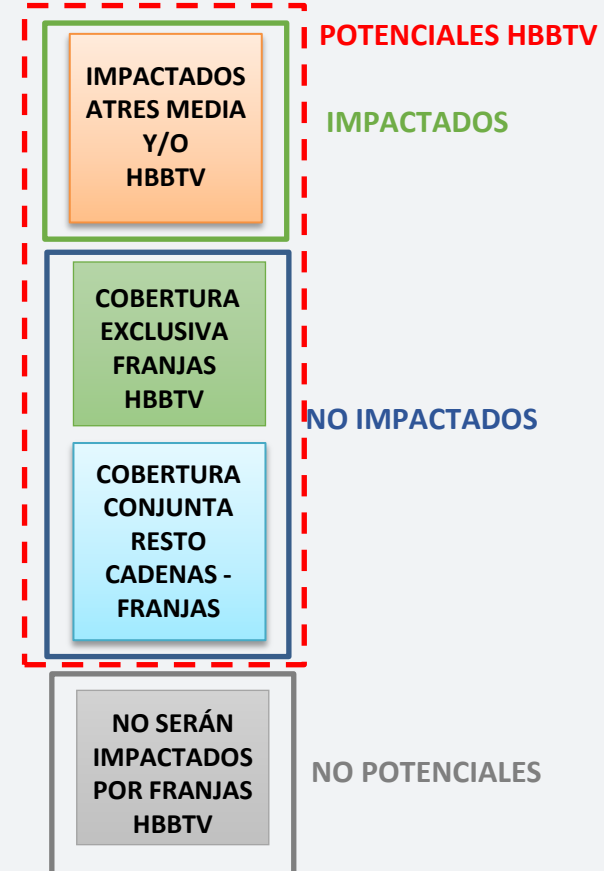 POTENCIALES HBBTV
IMPACTADOS
ATRES MEDIA
Y/O
HBBTV
IMPACTADOS
COBERTURA
EXCLUSIVA
FRANJAS
HBBTV
NO IMPACTADOS
COBERTURA
CONJUNTA
RESTO
CADENAS -
FRANJAS
NO SERÁN
IMPACTADOS
POR FRANJAS
HBBTV
NO POTENCIALES